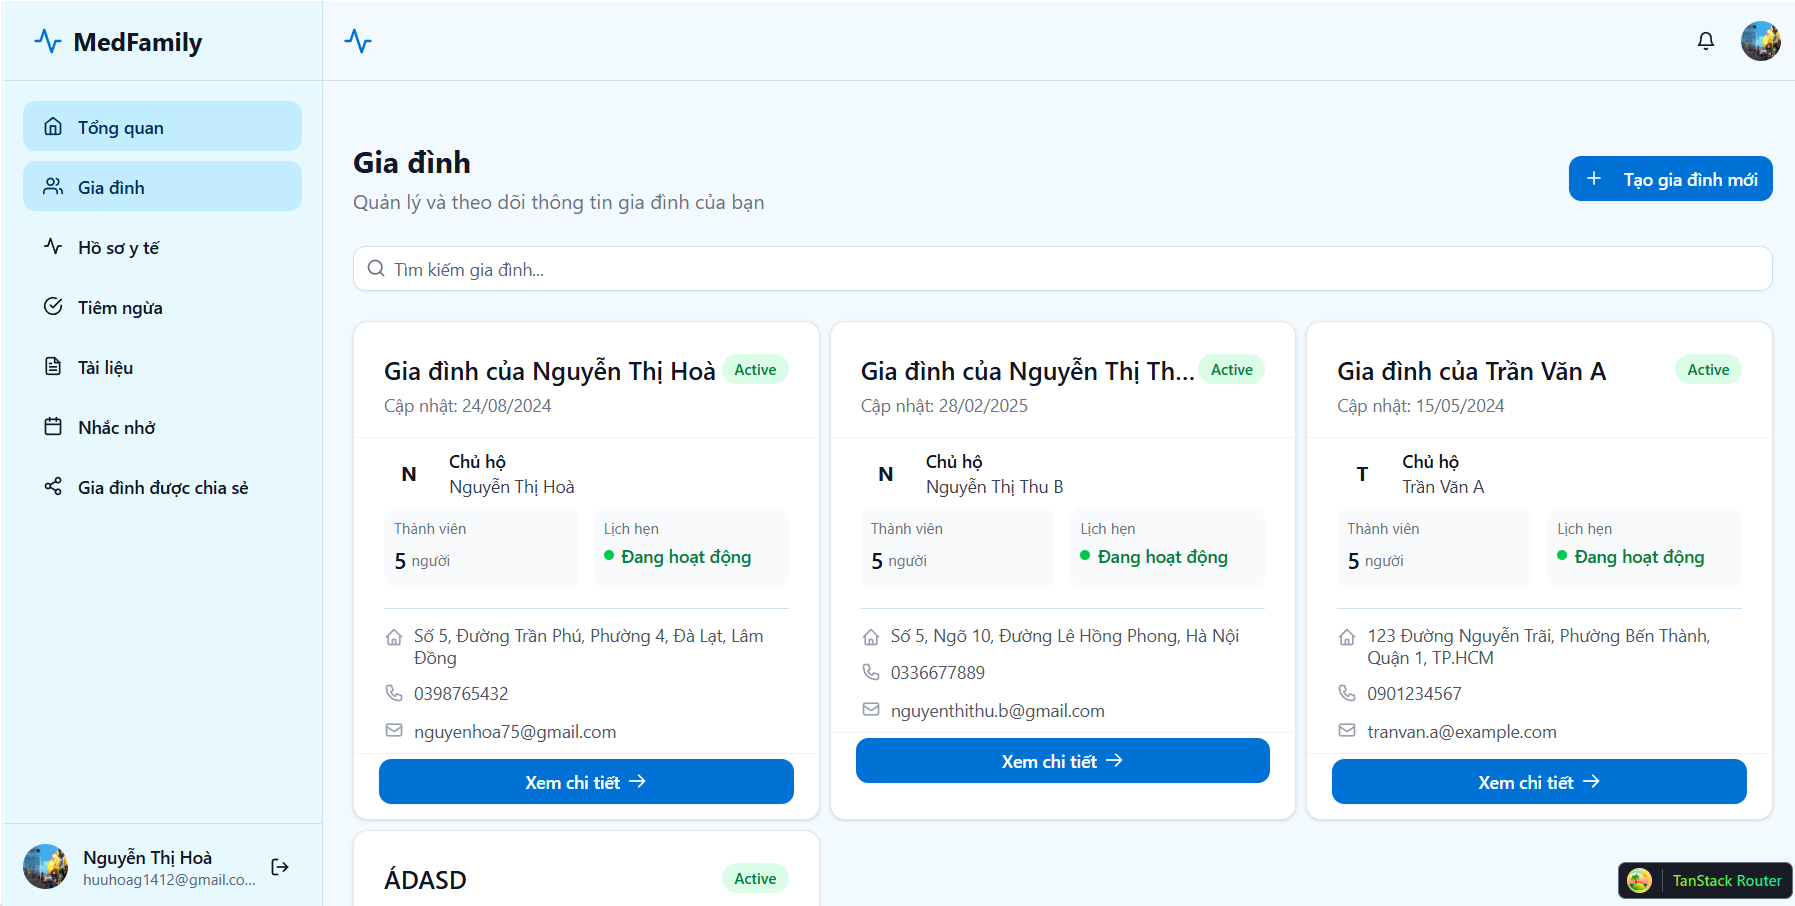 MedFamily
Tổng quan
Gia đình
Hồ sơ y tế
Tiêm ngừa
Tài liệu
Nhắc nhở
Gia đình được chia sẻ
Nguyễn Thị Hoà
huuhoag1412@gmail.co...
Gia đình
Quản lý và theo dõi thông tin gia đình của bạn
+ Tạo gia đình mới
Tìm kiếm gia đình...
Gia đình của Nguyễn Thị Hoà
Active
Cập nhật: 24/08/2024
N
Chủ hộ
Nguyễn Thị Hoà
Thành viên
5 người
Lịch hẹn
Đang hoạt động
Số 5, Đường Trần Phú, Phường 4, Đà Lạt, Lâm
Đồng
0398765432
nguyenhoa75@gmail.com
Xem chi tiết →
Gia đình của Nguyễn Thị Th...
Active
Cập nhật: 28/02/2025
N
Chủ hộ
Nguyễn Thị Thu B
Thành viên
5 người
Lịch hẹn
Đang hoạt động
Số 5, Ngõ 10, Đường Lê Hồng Phong, Hà Nội
0336677889
nguyenthithu.b@gmail.com
Xem chi tiết →
Gia đình của Trần Văn A
Active
Cập nhật: 15/05/2024
T
Chủ hộ
Trần Văn A
Thành viên
5 người
Lịch hẹn
Đang hoạt động
123 Đường Nguyễn Trãi, Phường Bến Thành,
Quận 1, TP.HCM
0901234567
tranvan.a@example.com
Xem chi tiết →
ÁDASD
Active
TanStack Router